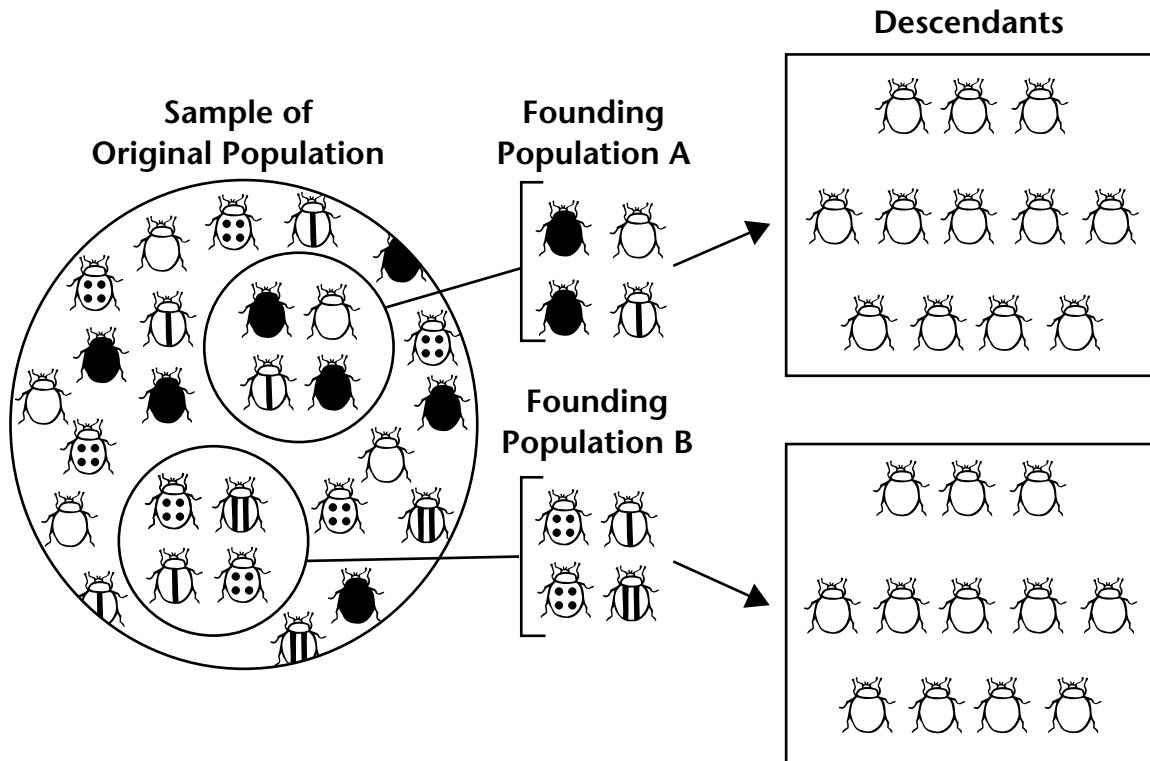 Descendants
Sample of
Original Population
Founding
Population A
Founding
Population B